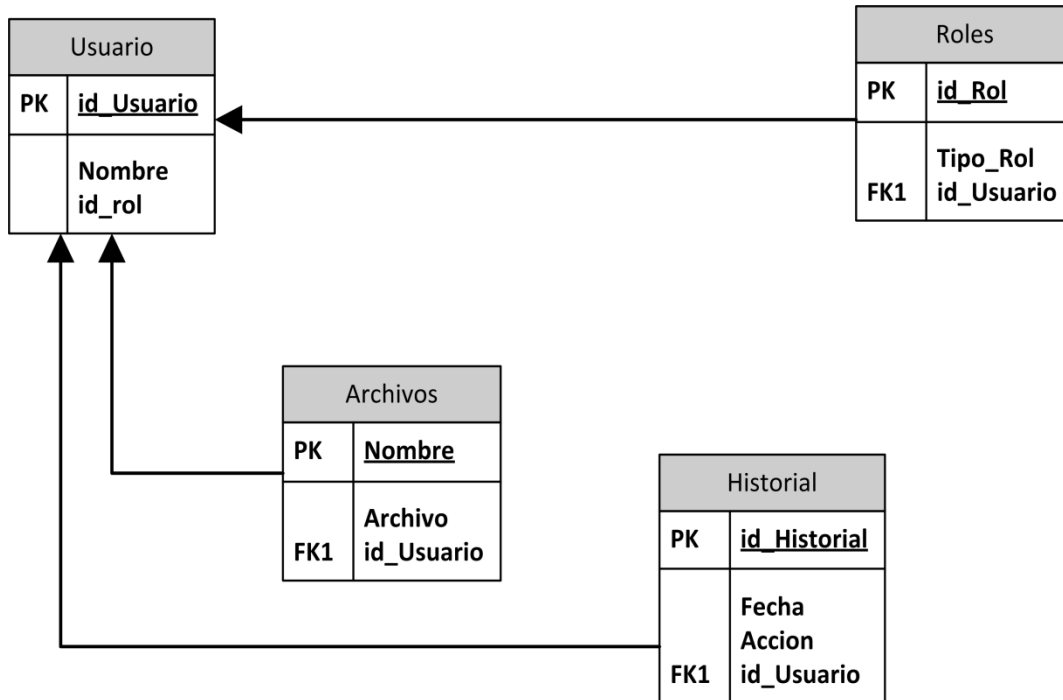 Usuario
PK id_Usuario
Nombre
id_rol
Roles
PK id_Rol
Tipo_Rol
FK1 id_Usuario
Archivos
PK Nombre
Archivo
FK1 id_Usuario
Historial
PK id_Historial
Fecha
Accion
FK1 id_Usuario